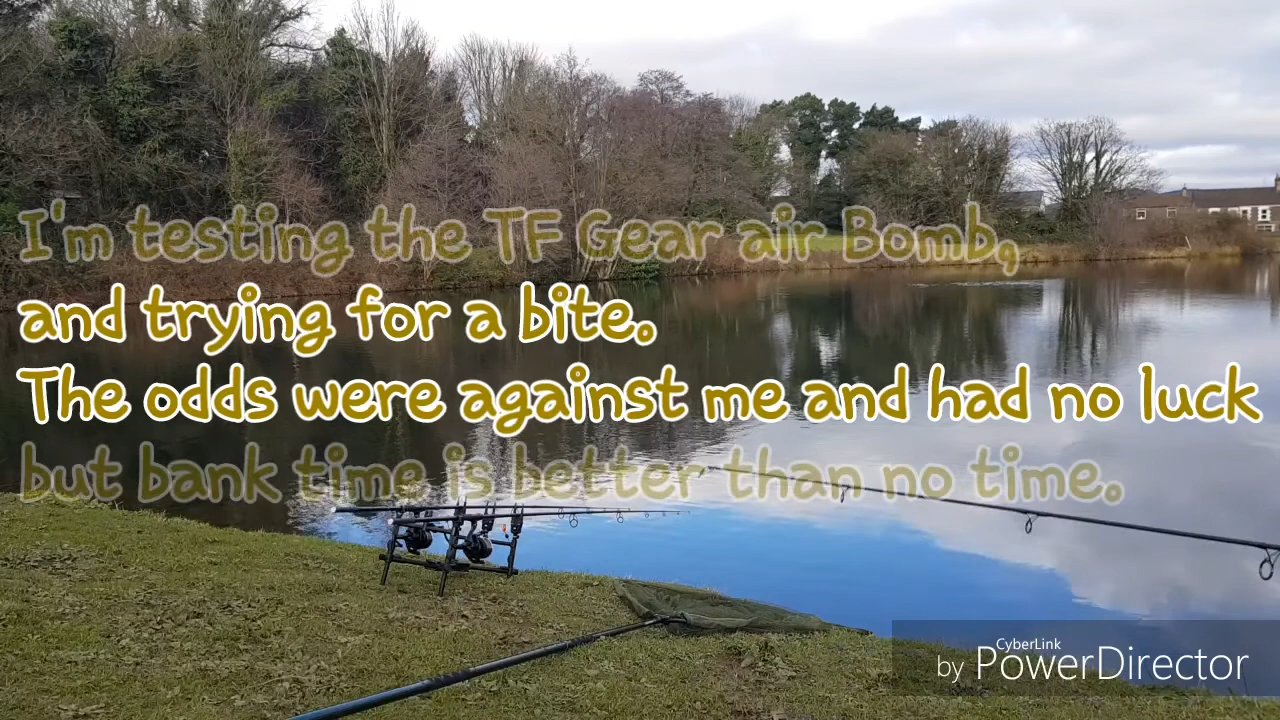 I'm testing the TF Gear air Bomb,
and trying for a bite.
The odds were against me and had no luck
but bank time is better than no time.
CyberLink
by PowerDirector